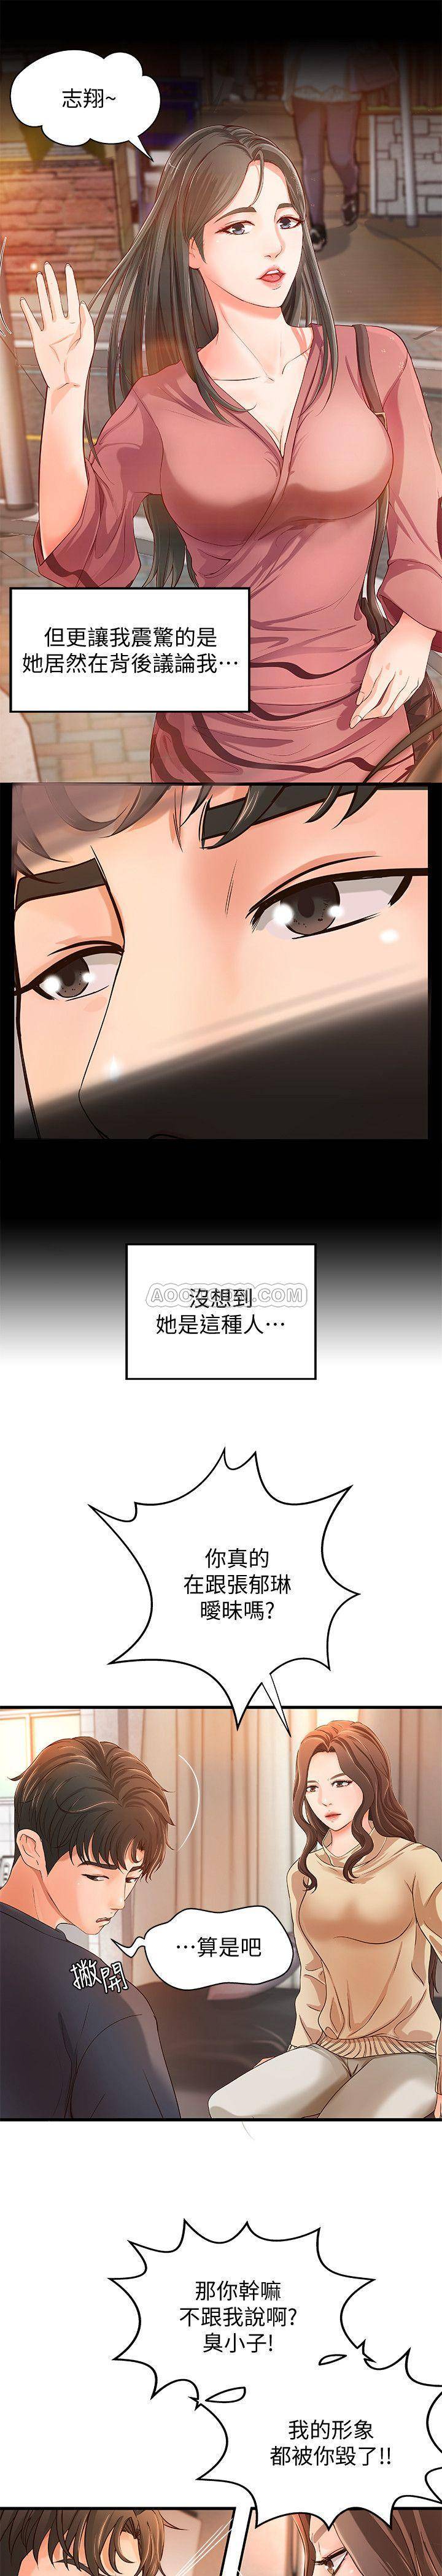 志翔~
但更讓我震驚的是
她居然在背後議論我⋯
沒想到
她是這種人⋯
你真的
在跟張郁琳
曖昧嗎?
⋯算是吧
撇開
那你幹嘛
不跟我說啊?
臭小子!
我的形象
都被你毀了!!